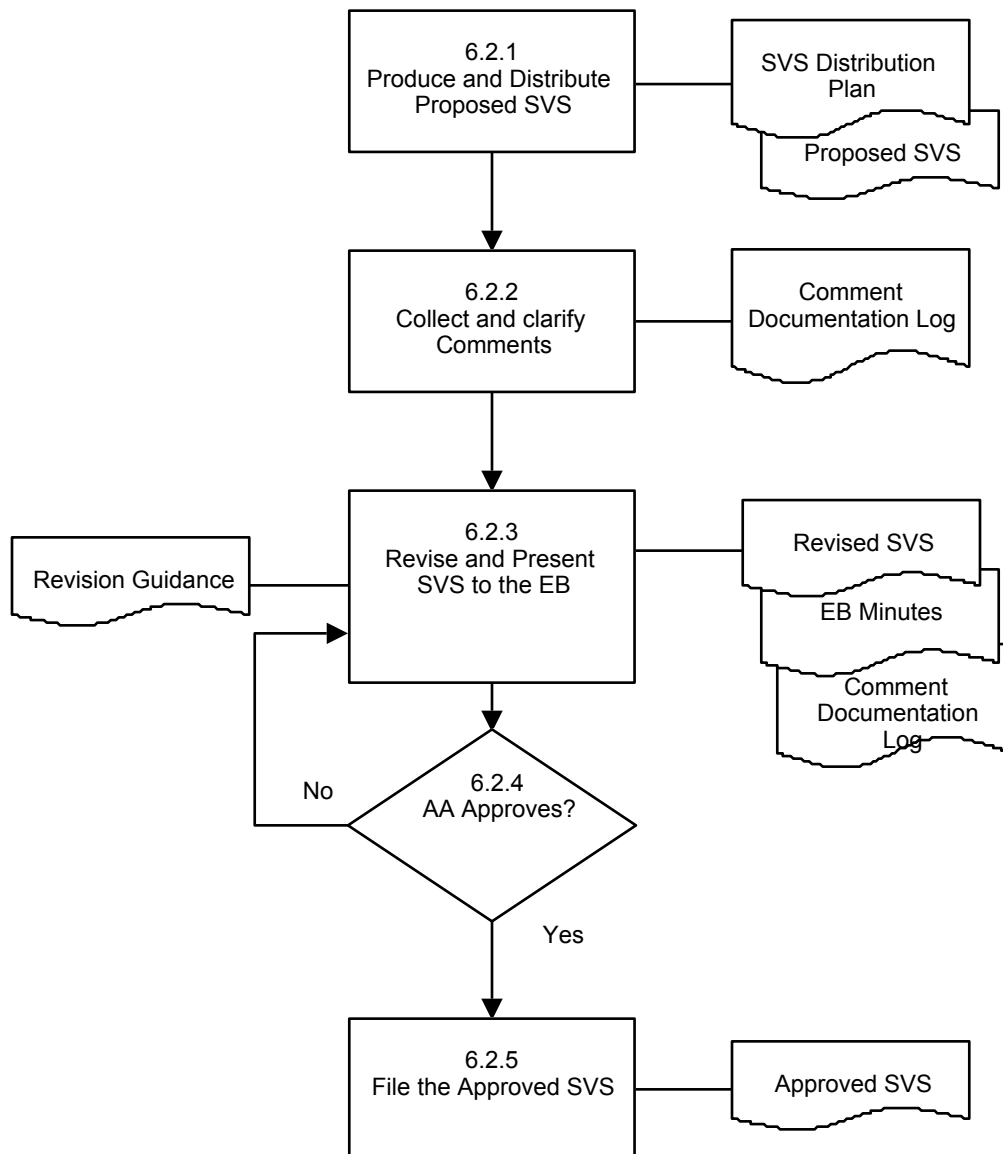 6.2.1
Produce and Distribute
Proposed SVS
SVS Distribution
Plan
Proposed SVS
6.2.2
Collect and clarify
Comments
Comment
Documentation Log
6.2.3
Revise and Present
SVS to the EB
Revision Guidance
Revised SVS
EB Minutes
Comment
Documentation
Log
6.2.4
AA Approves?
No
Yes
6.2.5
File the Approved SVS
Approved SVS